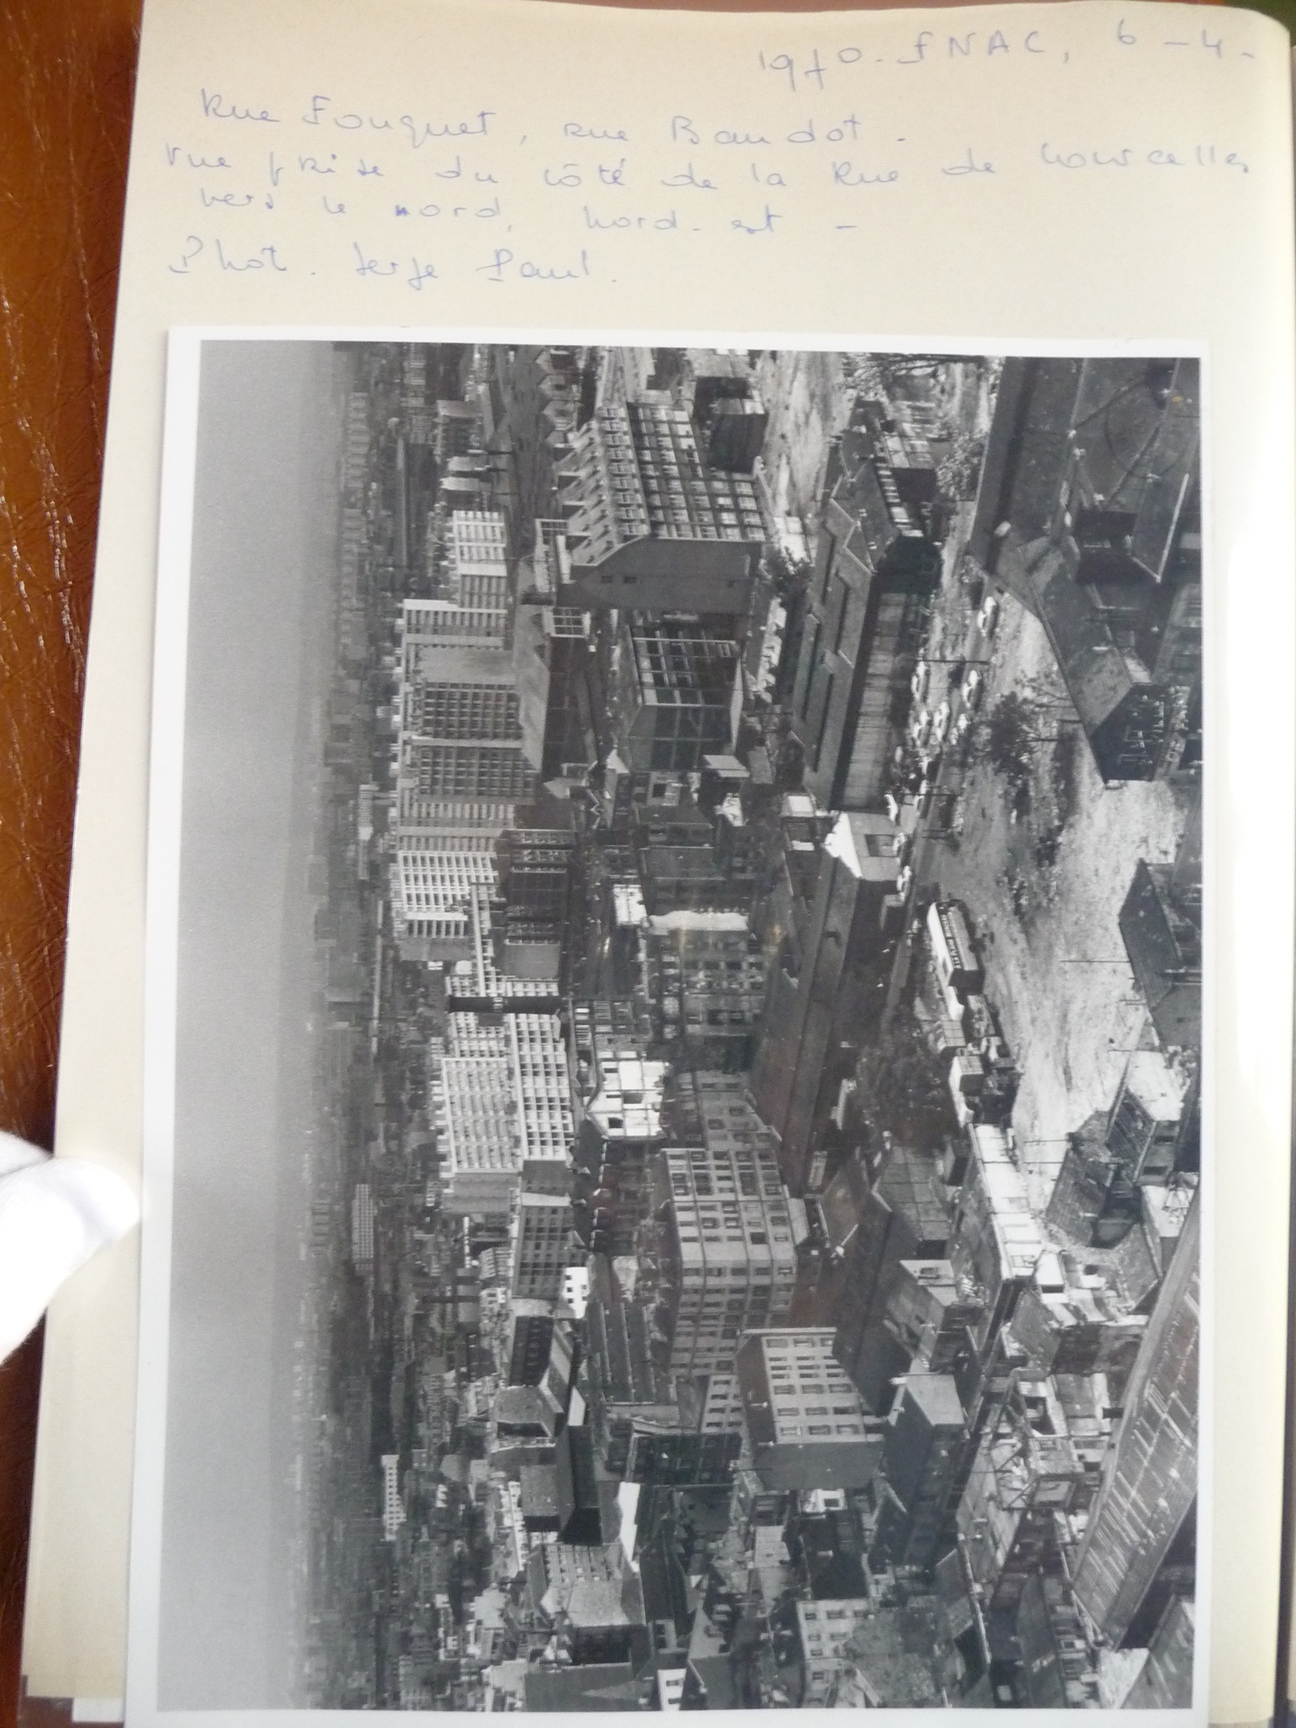 1970 - FNAC, 6-4-
Rue Fouquet, rue Baudot -
Vue prise du côté de la Rue de Courcelles
vers le nord, nord-est -
Phot. Serge Paul.